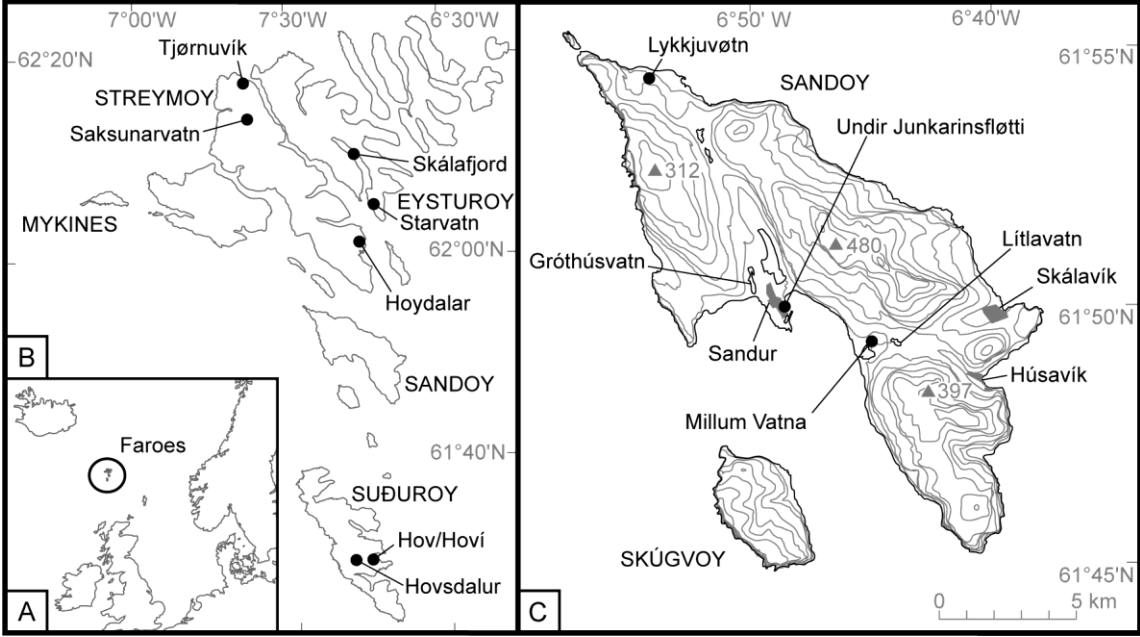 7°00'W
7°30'W
6°30'W
62°20'N
Tjørnuvík
STREYMOY
Saksunarvatn
Skálafjord
EYSTUROY
Starvatn
MYKINES
62°00'N
Hoydalar
B
SANDOY
61°40'N
SUÐUROY
Hov/Hoví
Hovsdalur
Faroes
A
C
6°50'W
6°40'W
61°55'N
Lykkjuvøtn
SANDOY
Undir Junkarinsfløtti
312
480
Lítlavatn
Gróthúsvatn
Skálavík
61°50'N
Sandur
Húsavík
397
Millum Vatna
SKÚGVOY
61°45'N
0
5 km